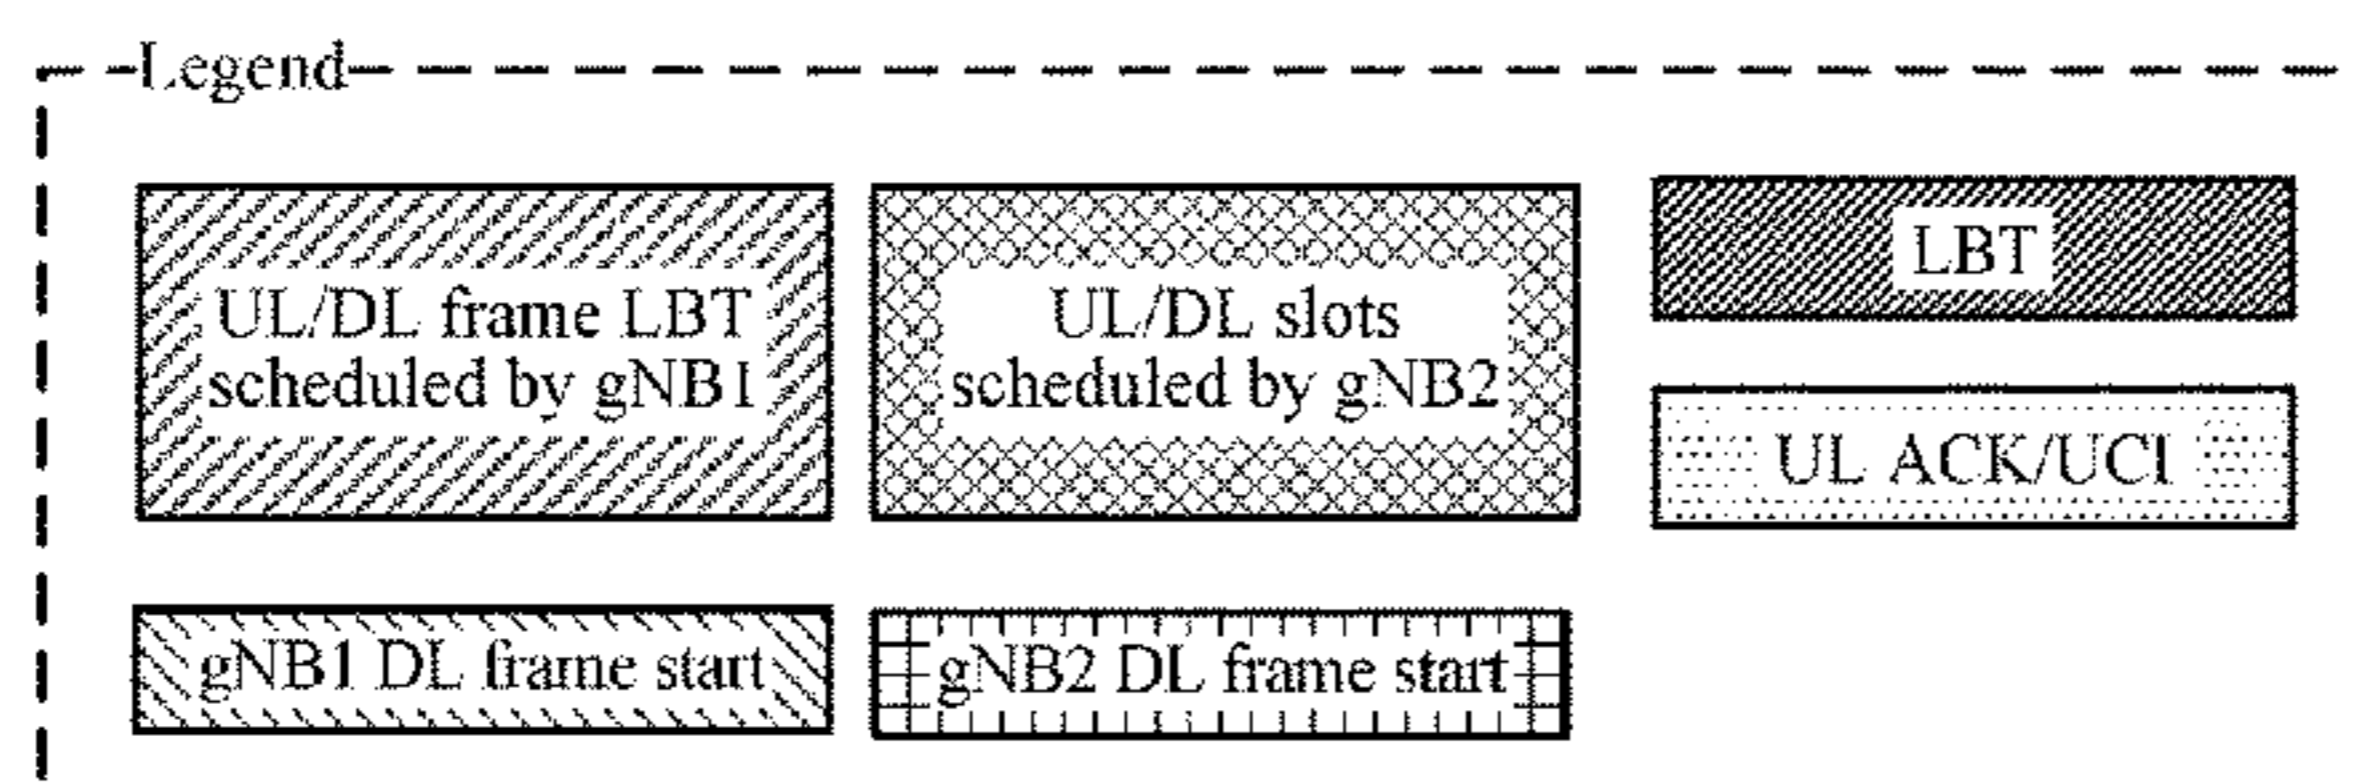 Legend
UL/DL frame LBT
scheduled by gNB1
UL/DL slots
scheduled by gNB2
LBT
UL ACK/UCI
gNB1 DL frame start
gNB2 DL frame start